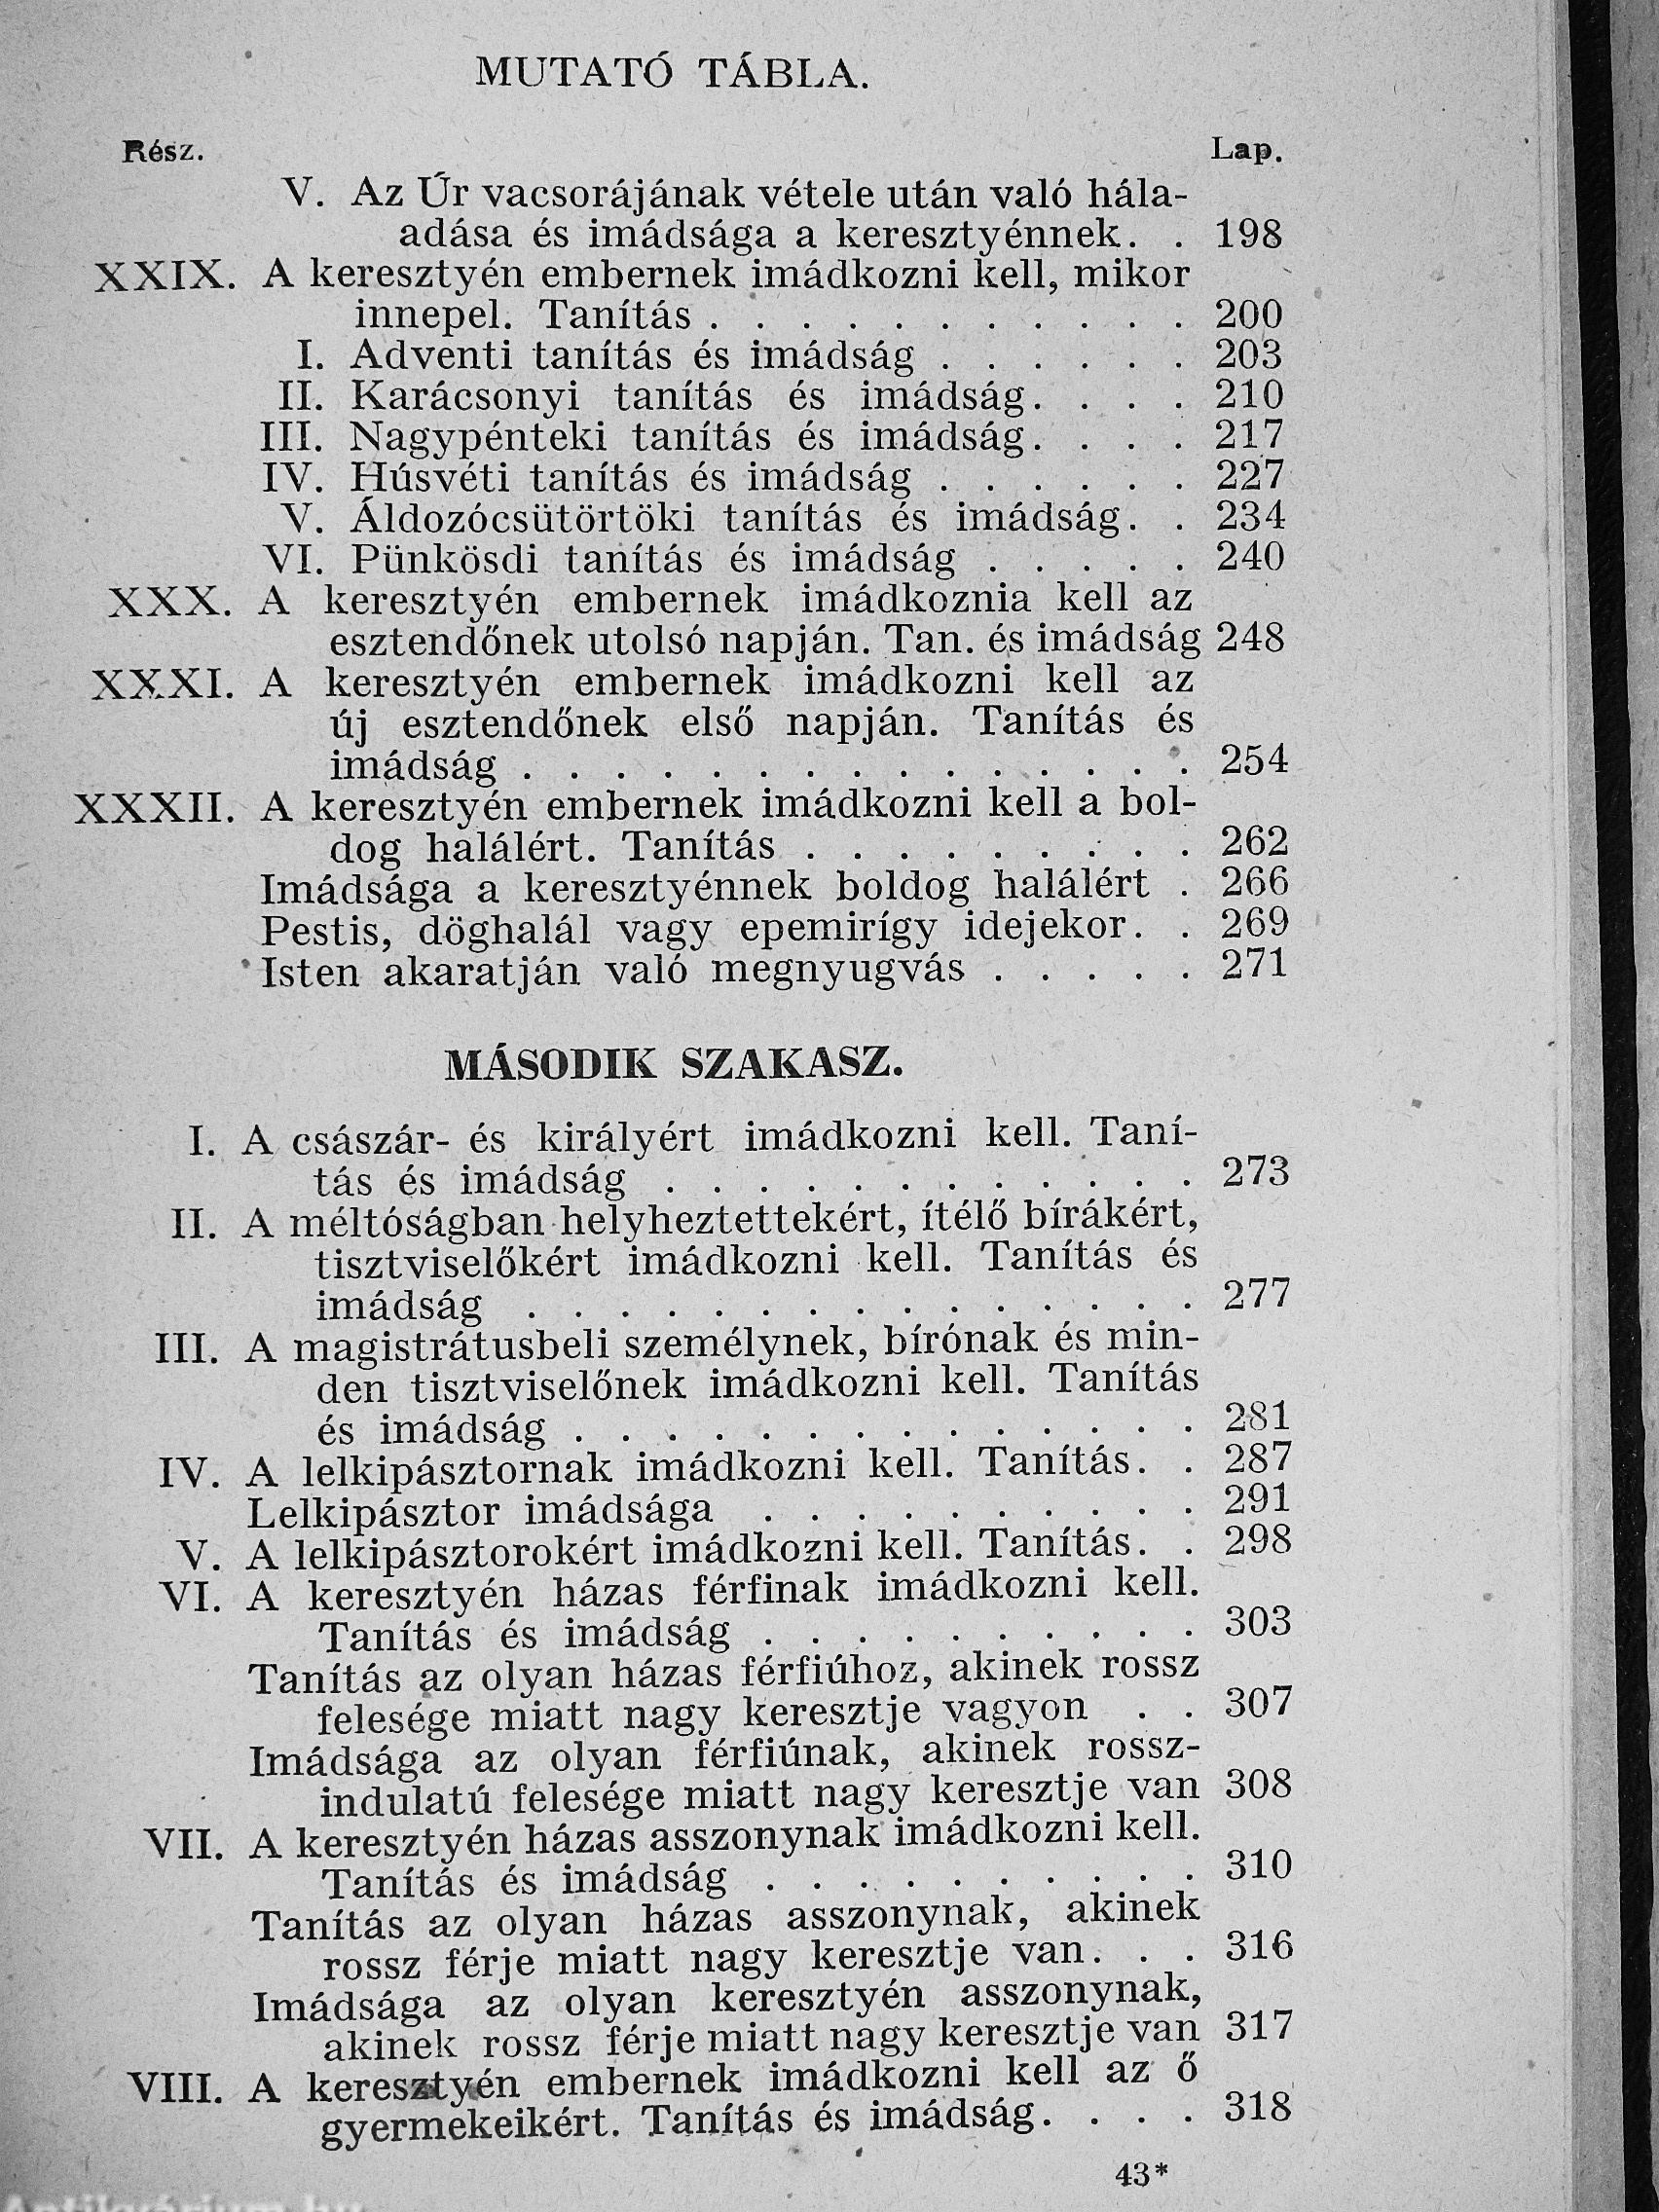 MUTATÓ TÁBLA.
Rész. Lap.
V. Az Úr vacsorájának vétele után való hála-
adása és imádsága a keresztyénnek. . 198
XXIX. A keresztyén embernek imádkozni kell, mikor
innepel. Tanítás . . . . . . . . . . . 200
I. Adventi tanítás és imádság . . . . . . 203
II. Karácsonyi tanítás és imádság. . . . 210
III. Nagypénteki tanítás és imádság. . . . 217
IV. Húsvéti tanítás és imádság . . . . . . 227
V. Áldozócsütörtöki tanítás és imádság. . 234
VI. Pünkösdi tanítás és imádság . . . . . 240
XXX. A keresztyén embernek imádkoznia kell az
esztendőnek utolsó napján. Tan. és imádság 248
XXXI. A keresztyén embernek imádkozni kell az
új esztendőnek első napján. Tanítás és
imádság . . . . . . . . . . . . . . . 254
XXXII. A keresztyén embernek imádkozni kell a bol-
dog halálért. Tanítás . . . . . . . . . 262
Imádsága a keresztyénnek boldog halálért . 266
Pestis, döghalál vagy epemirígy idejekor. . 269
Isten akaratján való megnyugvás . . . . . 271
MÁSODIK SZAKASZ.
I. A császár- és királyért imádkozni kell. Taní-
tás és imádság . . . . . . . . . . . . 273
II. A méltóságban helyheztettekért, ítélő bírákért,
tisztviselőkért imádkozni kell. Tanítás és
imádság . . . . . . . . . . . . . . . 277
III. A magistrátusbeli személynek, bírónak és min-
den tisztviselőnek imádkozni kell. Tanítás
és imádság . . . . . . . . . . . . . . 281
IV. A lelkipásztornak imádkozni kell. Tanítás. . 287
Lelkipásztor imádsága . . . . . . . . . . 291
V. A lelkipásztorokért imádkozni kell. Tanítás. . 298
VI. A keresztyén házas férfinak imádkozni kell.
Tanítás és imádság . . . . . . . . . . 303
Tanítás az olyan házas férfiúhoz, akinek rossz
felesége miatt nagy keresztje vagyon . . 307
Imádsága az olyan férfiúnak, akinek rossz-
indulatú felesége miatt nagy keresztje van 308
VII. A keresztyén házas asszonynak imádkozni kell.
Tanítás és imádság . . . . . . . . . . 310
Tanítás az olyan házas asszonynak, akinek
rossz férje miatt nagy keresztje van. . . 316
Imádsága az olyan keresztyén asszonynak,
akinek rossz férje miatt nagy keresztje van 317
VIII. A keresztyén embernek imádkozni kell az ő
gyermekeikért. Tanítás és imádság. . . . 318
43*